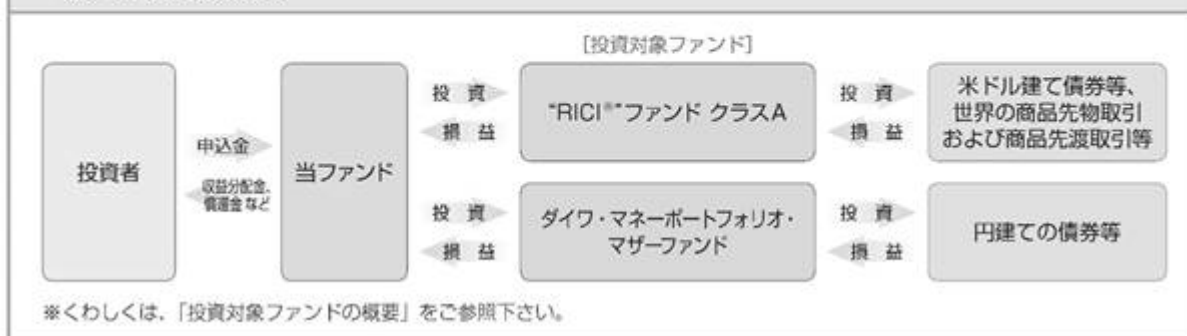 [投資対象ファンド]
投資者
申込金
収益分配金、
償還金 など
当ファンド
投 資
損 益
"RICI®"ファンド クラスA
投 資
損 益
米ドル建て債券等、
世界の商品先物取引
および商品先渡取引等
投 資
損 益
ダイワ・マネーポートフォリオ・
マザーファンド
投 資
損 益
円建ての債券等
※くわしくは、「投資対象ファンドの概要」をご参照下さい。